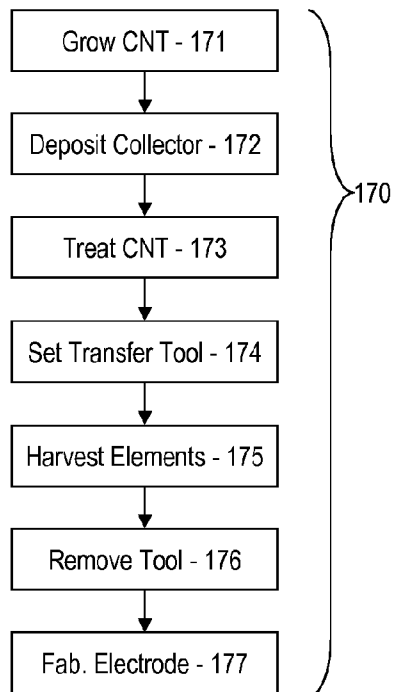 Grow CNT - 171
Deposit Collector - 172
Treat CNT - 173
170
Set Transfer Tool - 174
Harvest Elements - 175
Remove Tool - 176
Fab. Electrode - 177